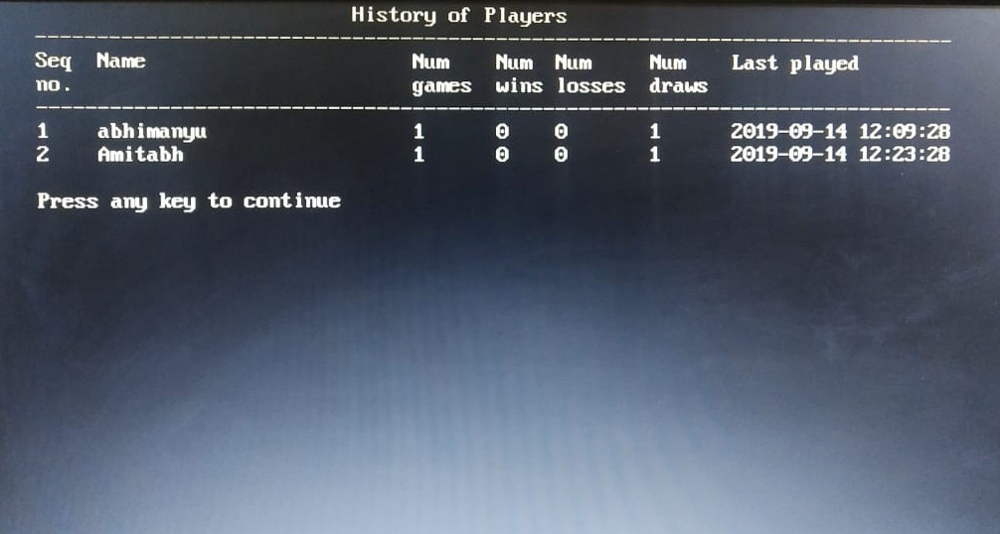 History of Players
Seq Name Num Num Num Num Last played
no. games wins losses draws
1 abhimanyu 1 0 0 1 2019-09-14 12:09:28
2 Amitabh 1 0 0 1 2019-09-14 12:23:28
Press any key to continue